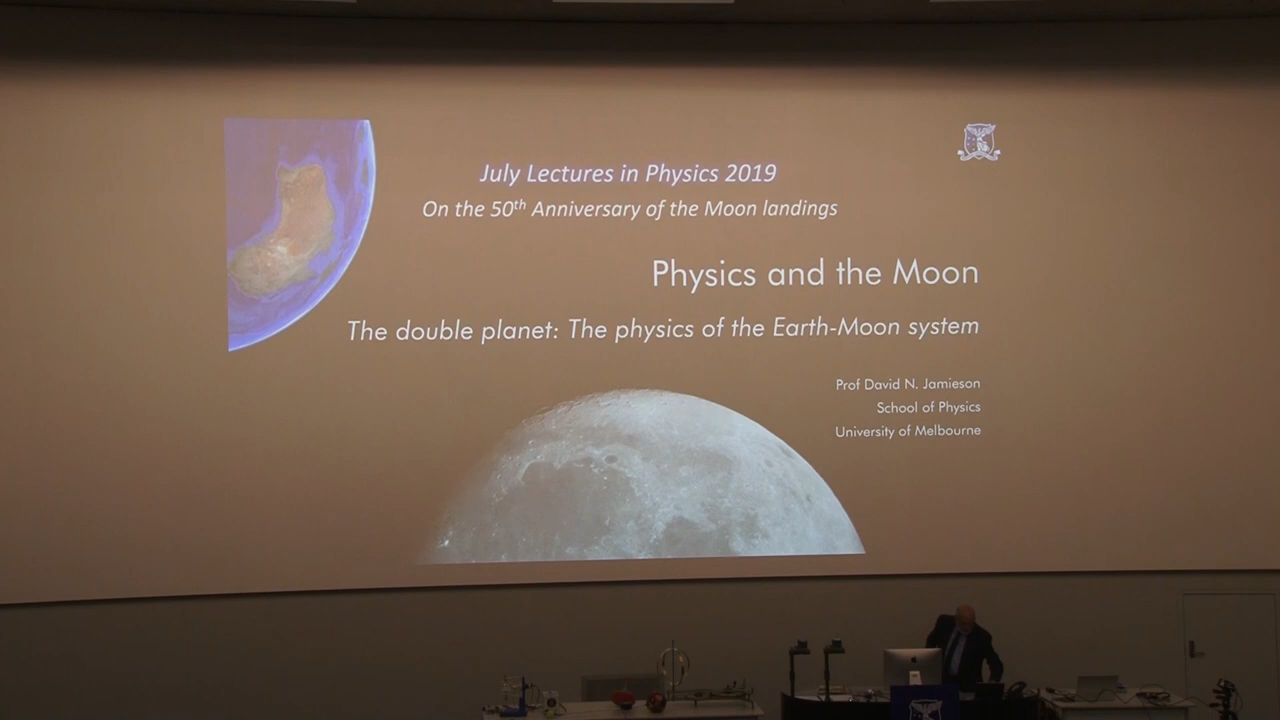 July Lectures in Physics 2019
On the 50th Anniversary of the Moon landings
Physics and the Moon
The double planet: The physics of the Earth-Moon system
Prof David N. Jamieson
School of Physics
University of Melbourne